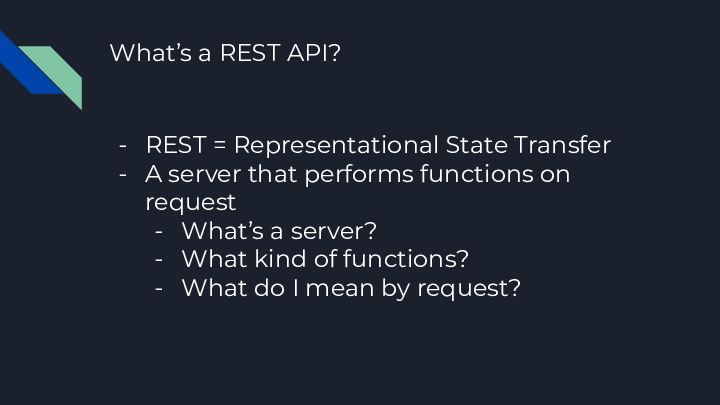 What’s a REST API?
- REST = Representational State Transfer
- A server that performs functions on
request
- What’s a server?
- What kind of functions?
- What do I mean by request?